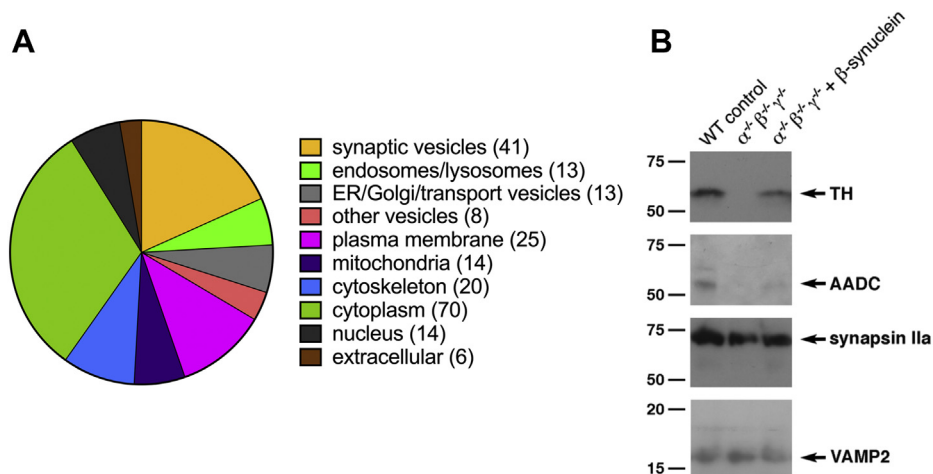 A
synaptic vesicles (41)
endosomes/lysosomes (13)
ER/Golgi/transport vesicles (13)
other vesicles (8)
plasma membrane (25)
mitochondria (14)
cytoskeleton (20)
cytoplasm (70)
nucleus (14)
extracellular (6)
B
WT control
α-/- β-/- γ-/-
α-/- β-/- γ-/- + β-synuclein
75
50
TH
75
50
AADC
75
50
synapsin IIa
20
15
VAMP2